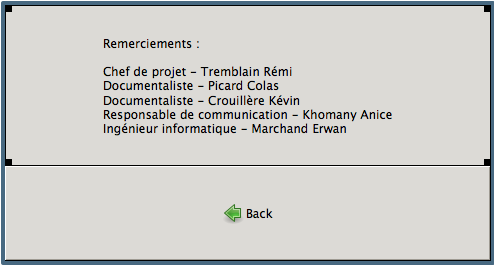 Remerciements :
Chef de projet - Tremblain Rémi
Documentaliste - Picard Colas
Documentaliste - Crouillère Kévin
Responsable de communication - Khomany Anice
Ingénieur informatique - Marchand Erwan
Back